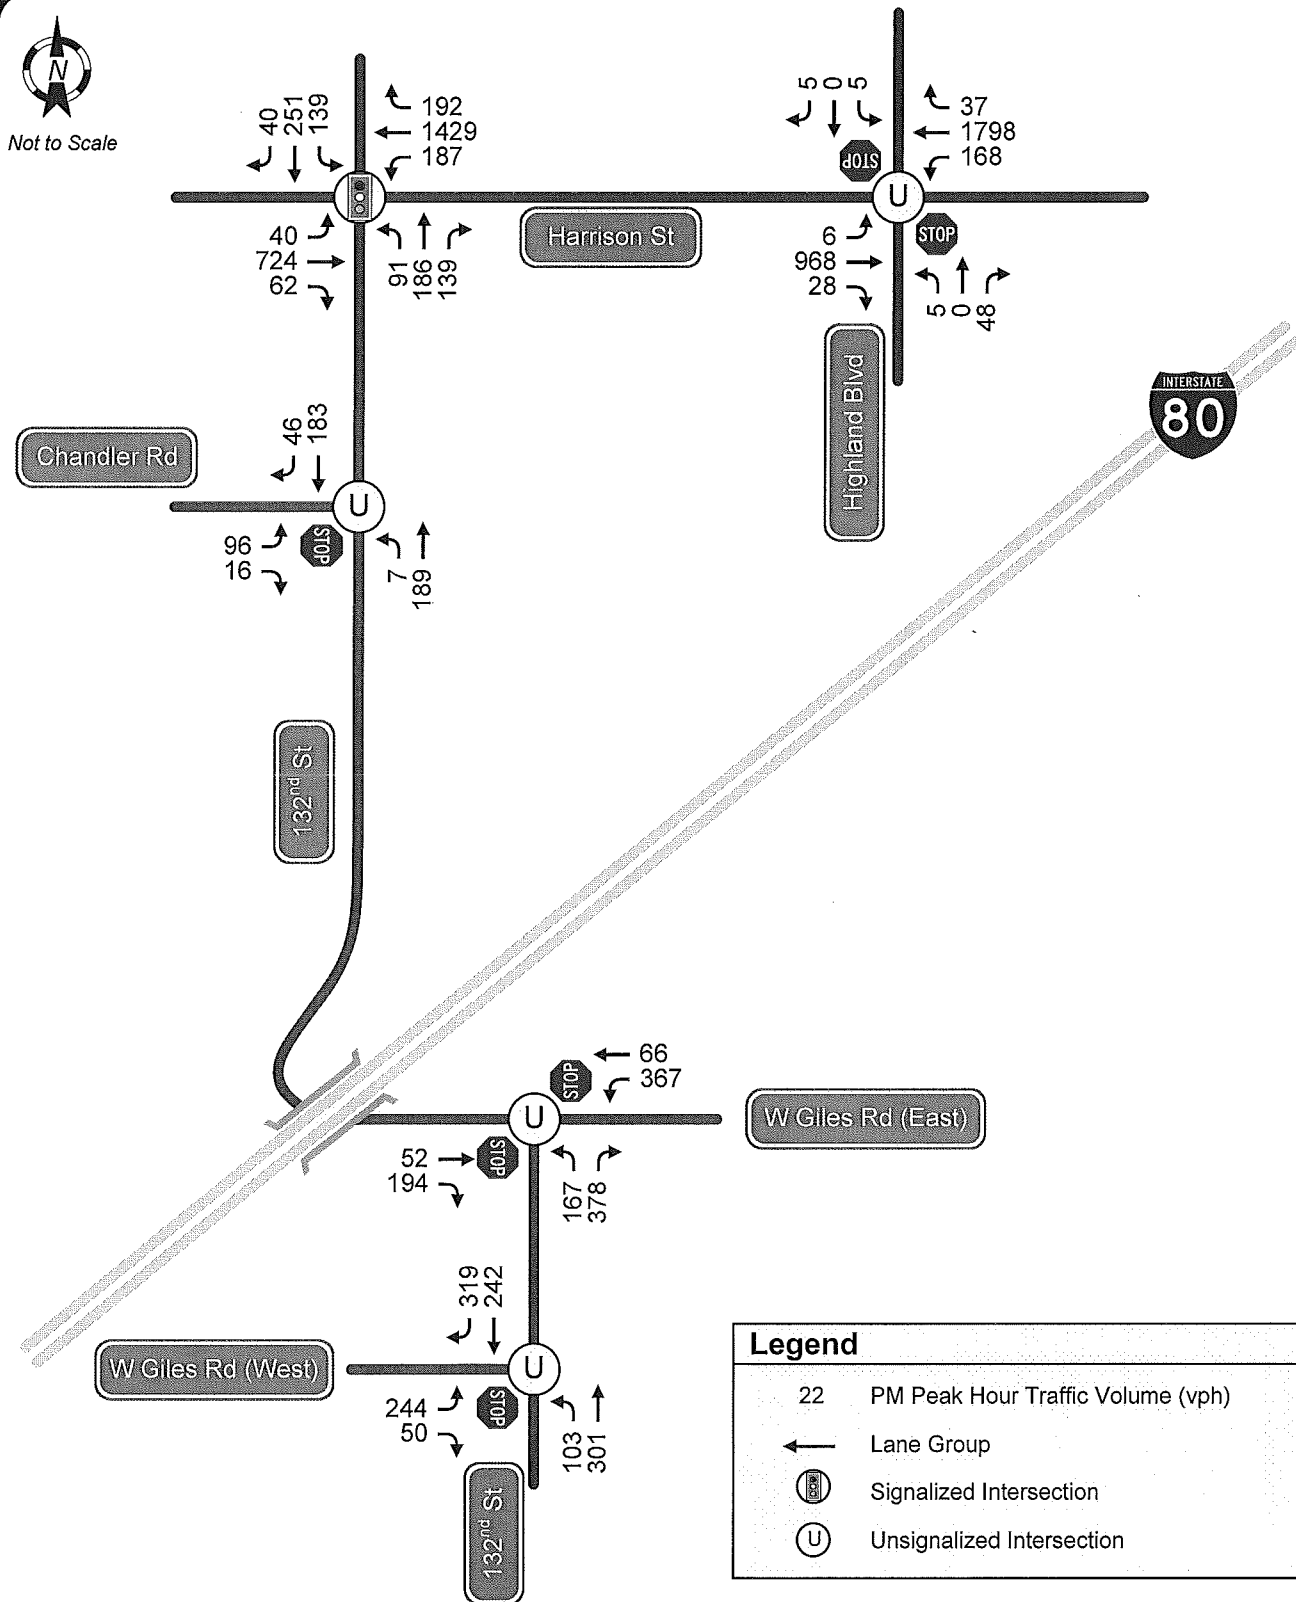 N
Not to Scale
40
251
139
192
1429
187
40
724
62
91
186
139
Harrison St
5
0
5
STOP
37
1798
168
U
6
968
28
STOP
5
0
48
Highland Blvd
INTERSTATE
80
Chandler Rd
46
183
U
96
16
STOP
7
189
132nd St
STOP
66
367
U
W Giles Rd (East)
52
194
STOP
167
378
319
242
W Giles Rd (West)
U
244
50
STOP
103
301
132nd St
Legend
22 PM Peak Hour Traffic Volume (vph)
Lane Group
Signalized Intersection
U Unsignalized Intersection